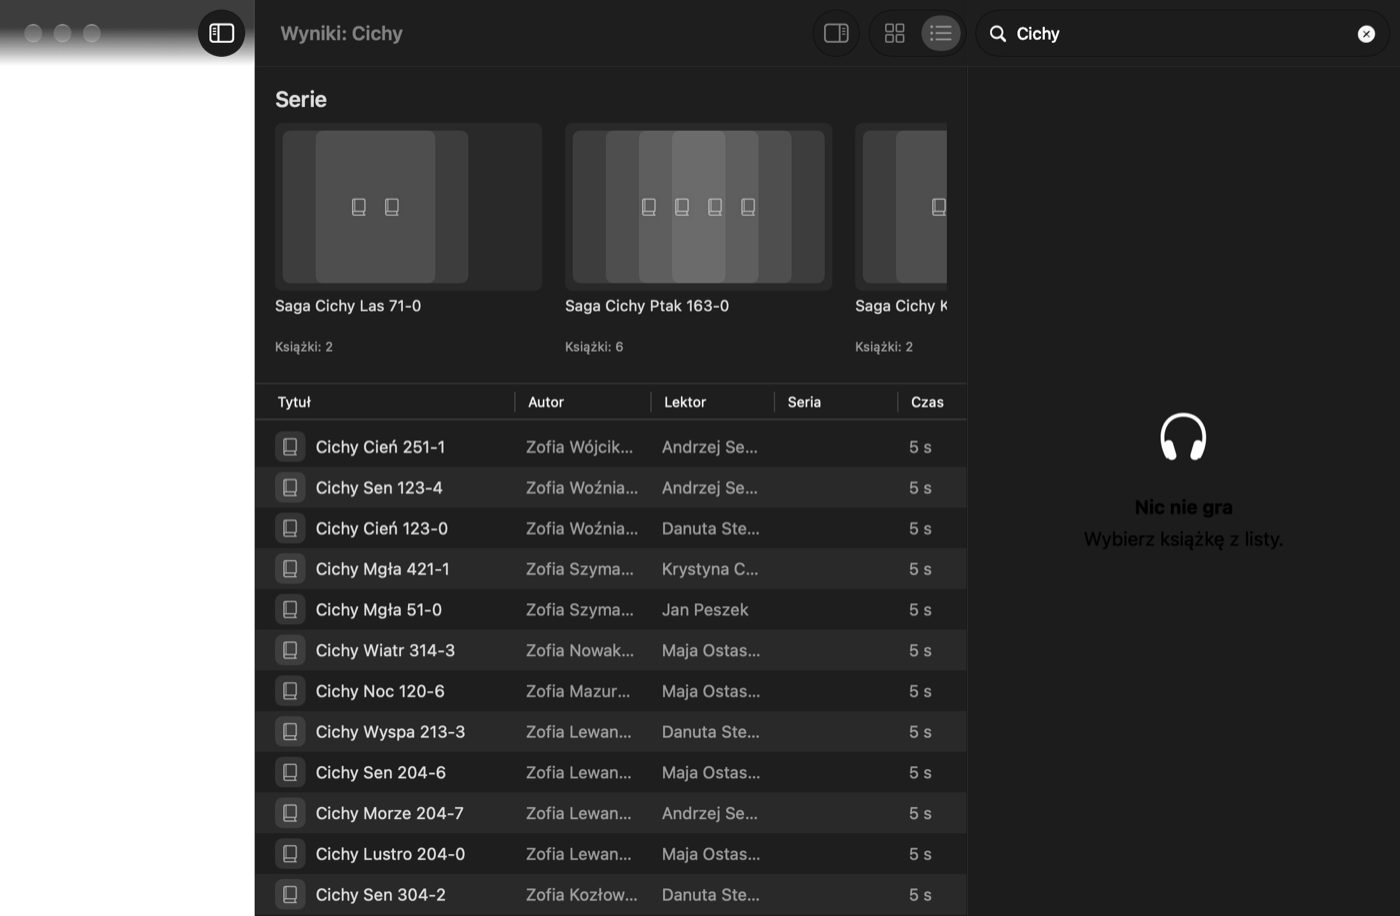 Wyniki: Cichy
Cichy
Serie
Saga Cichy Las 71-0
Książki: 2
Saga Cichy Ptak 163-0
Książki: 6
Saga Cichy
Książki: 2
Tytuł Autor Lektor Seria Czas
Cichy Cień 251-1 Zofia Wójcik... Andrzej Se... 5 s
Cichy Sen 123-4 Zofia Woźnia... Andrzej Se... 5 s
Cichy Cień 123-0 Zofia Woźnia... Danuta Ste... 5 s
Cichy Mgła 421-1 Zofia Szyma... Krystyna C... 5 s
Cichy Mgła 51-0 Zofia Szyma... Jan Peszek 5 s
Cichy Wiatr 314-3 Zofia Nowak... Maja Ostas... 5 s
Cichy Noc 120-6 Zofia Mazur... Maja Ostas... 5 s
Cichy Wyspa 213-3 Zofia Lewan... Danuta Ste... 5 s
Cichy Sen 204-6 Zofia Lewan... Maja Ostas... 5 s
Cichy Morze 204-7 Zofia Lewan... Andrzej Se... 5 s
Cichy Lustro 204-0 Zofia Lewan... Maja Ostas... 5 s
Cichy Sen 304-2 Zofia Kozłow... Danuta Ste... 5 s
Nic nie gra
Wybierz książkę z listy.